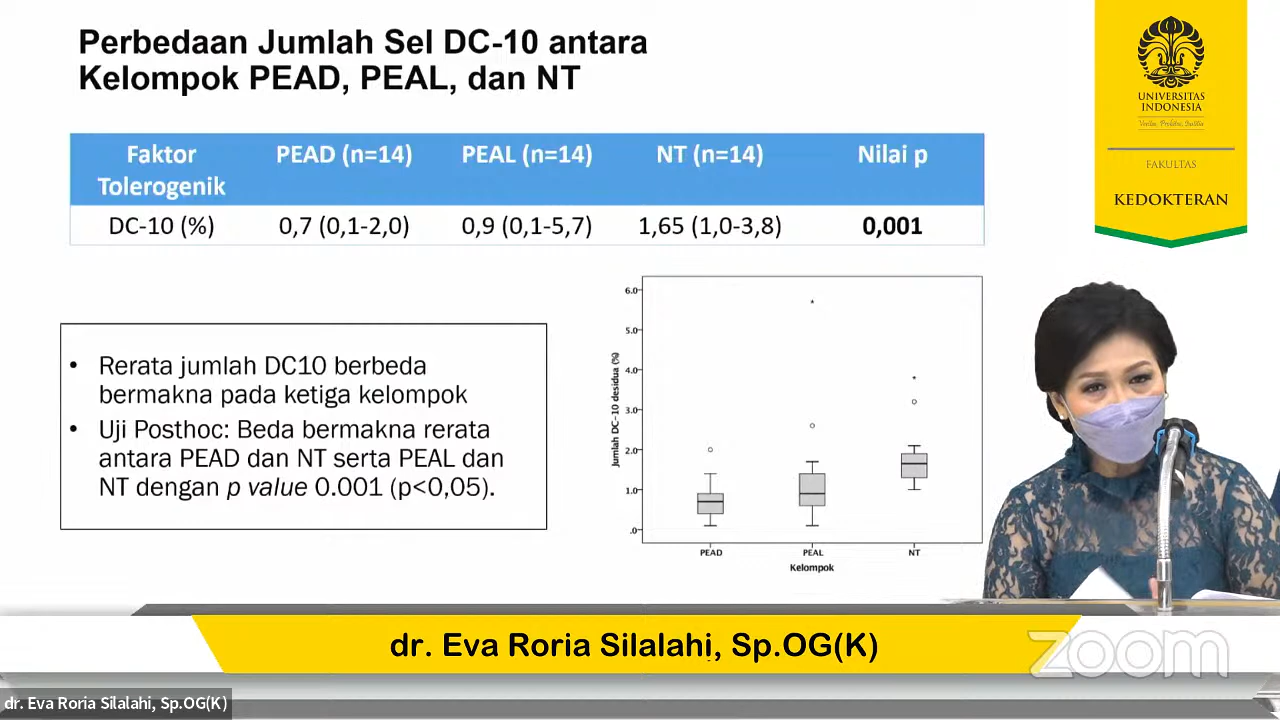 Perbedaan Jumlah Sel DC-10 antara
Kelompok PEAD, PEAL, dan NT
Faktor Tolerogenik PEAD (n=14) PEAL (n=14) NT (n=14) Nilai p
DC-10 (%) 0,7 (0,1-2,0) 0,9 (0,1-5,7) 1,65 (1,0-3,8) 0,001
• Rerata jumlah DC10 berbeda
bermakna pada ketiga kelompok
• Uji Posthoc: Beda bermakna rerata
antara PEAD dan NT serta PEAL dan
NT dengan p value 0.001 (p<0,05).
Jumlah DC-10 desidua (%)
6.0
5.0
4.0
3.0
2.0
1.0
.0
PEAD PEAL NT
Kelompok
UNIVERSITAS
INDONESIA
Veritas, Probitas, Iustitia
FAKULTAS
KEDOKTERAN
dr. Eva Roria Silalahi, Sp.OG(K)
zoom
dr. Eva Roria Silalahi, Sp.OG(K)